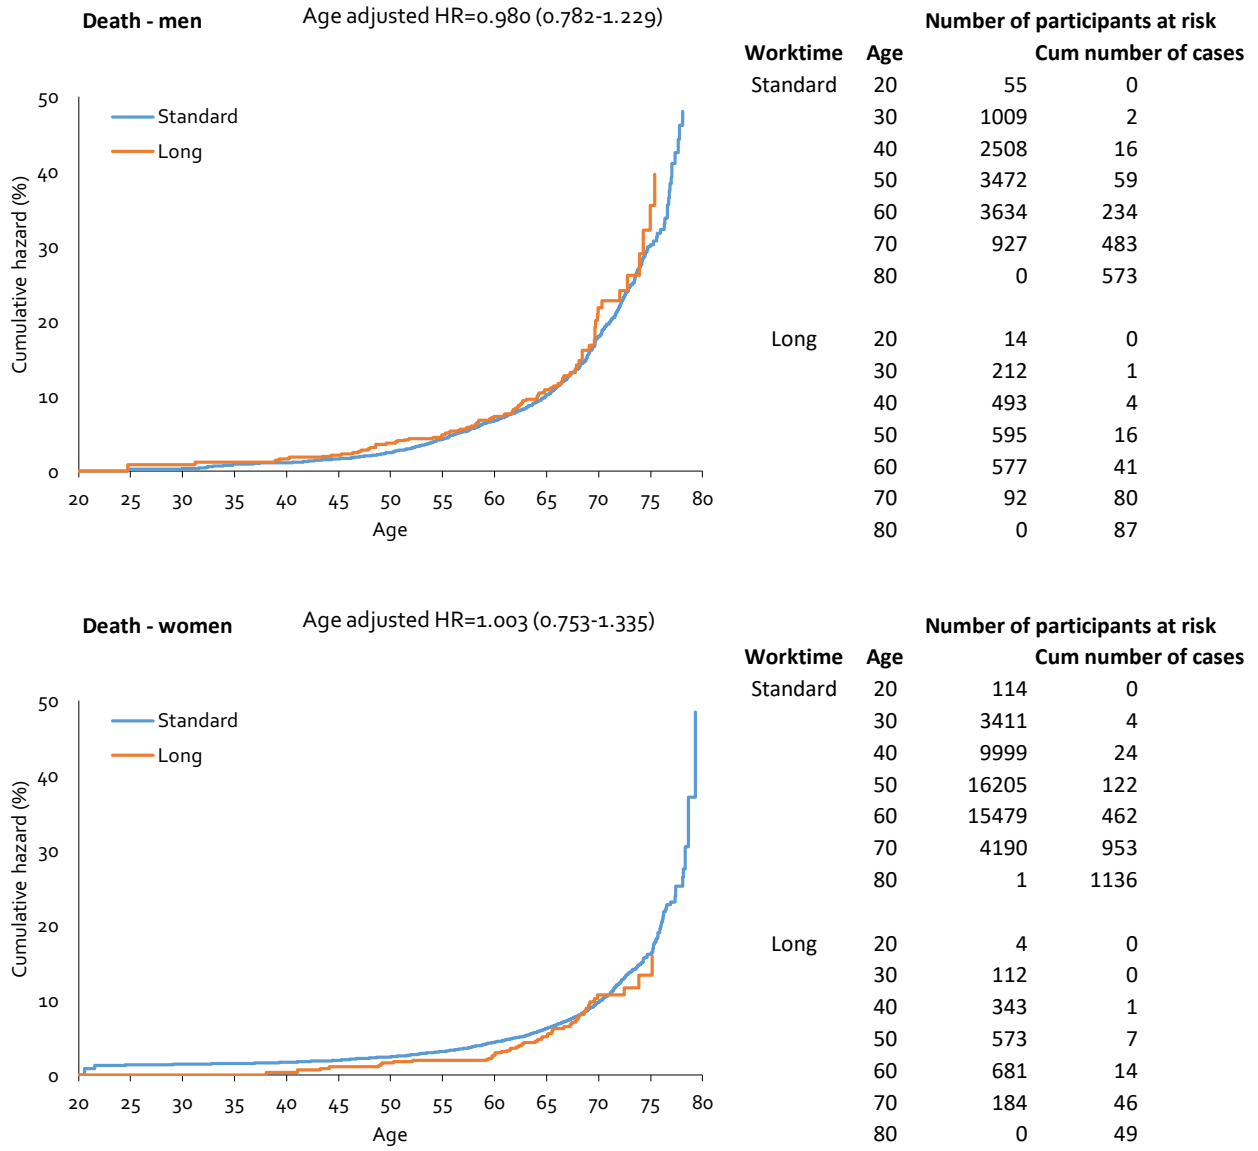 Death - men Age adjusted HR=0.980 (0.782-1.229) Number of participants at risk
Worktime Age Cum number of cases
Standard 20 55 0
30 1009 2
40 2508 16
50 3472 59
60 3634 234
70 927 483
80 0 573
Long 20 14 0
30 212 1
40 493 4
50 595 16
60 577 41
70 92 80
80 0 87
Standard
Long
Cumulative hazard (%)
50
40
30
20
10
0
20 25 30 35 40 45 50 55 60 65 70 75 80
Age
Death - women Age adjusted HR=1.003 (0.753-1.335) Number of participants at risk
Worktime Age Cum number of cases
Standard 20 114 0
30 3411 4
40 9999 24
50 16205 122
60 15479 462
70 4190 953
80 1 1136
Long 20 4 0
30 112 0
40 343 1
50 573 7
60 681 14
70 184 46
80 0 49
Standard
Long
Cumulative hazard (%)
50
40
30
20
10
0
20 25 30 35 40 45 50 55 60 65 70 75 80
Age